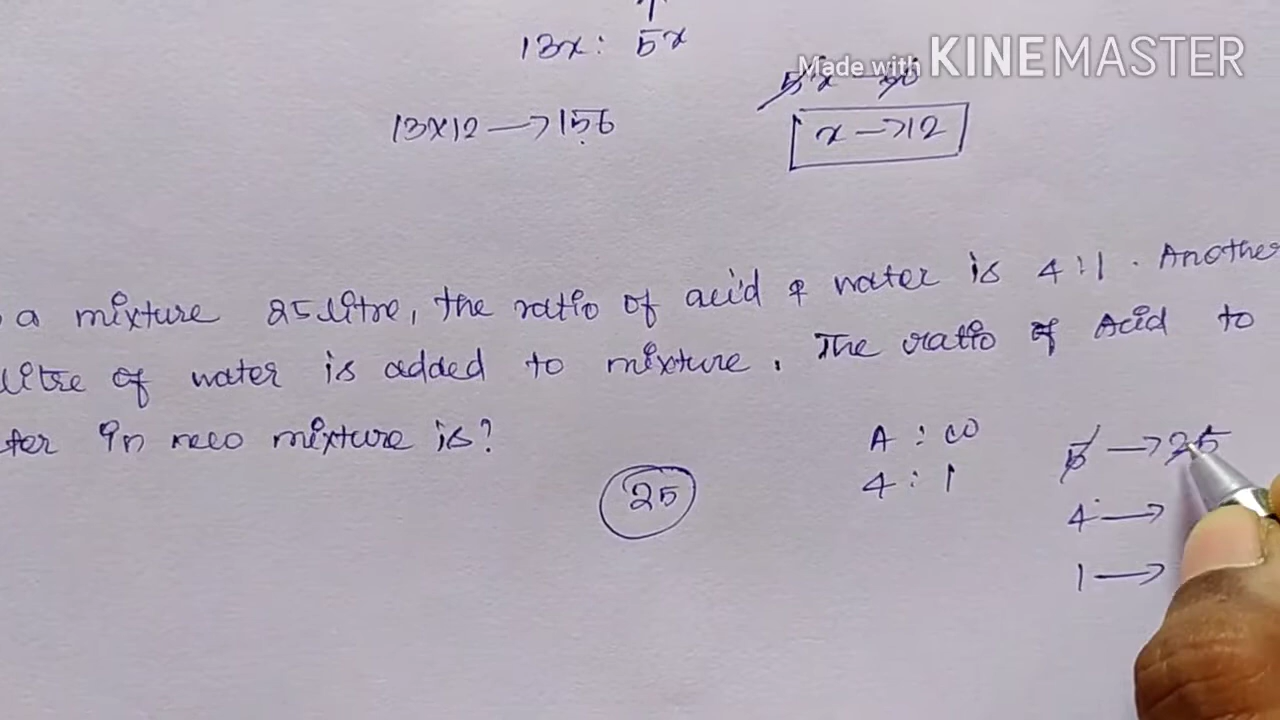 13x : 5x
Made with KINEMASTER
5x
13x12 → 156
x → 12
a mixture 25 litre, the ratio of acid & water is 4:1. Another
litre of water is added to mixture. The ratio of Acid to
ter in new mixture is?
A : w
4 : 1
25
5 → 25
4 →
1 →